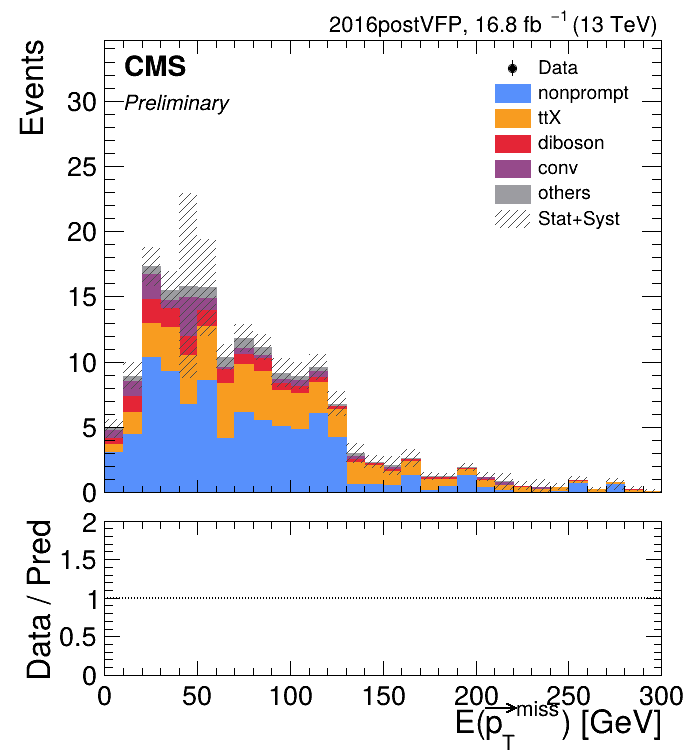 2016postVFP, 16.8 fb⁻¹ (13 TeV)
CMS
Preliminary
Data
nonprompt
ttX
diboson
conv
others
Stat+Syst
Events
30
25
20
15
10
5
0
Data / Pred
2
1.5
1
0.5
0
0 50 100 150 200 250 300
E(p_T^miss) [GeV]